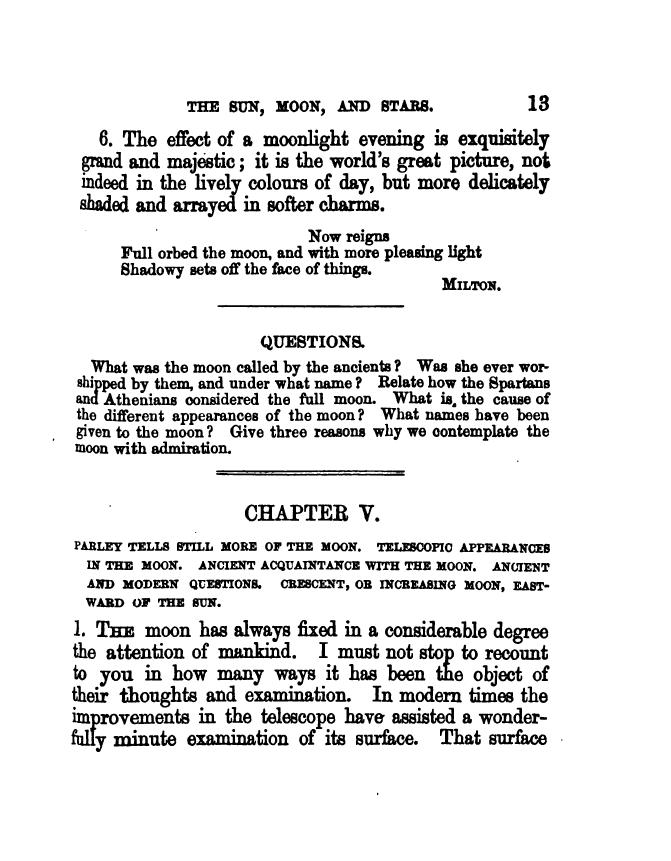 THE SUN, MOON, AND STARS. 13
6. The effect of a moonlight evening is exquisitely
grand and majestic; it is the world's great picture, not
indeed in the lively colours of day, but more delicately
shaded and arrayed in softer charms.
Now reigns
Full orbed the moon, and with more pleasing light
Shadowy sets off the face of things.
MILTON.
QUESTIONS.
What was the moon called by the ancients? Was she ever wor-
shipped by them, and under what name? Relate how the Spartans
and Athenians considered the full moon. What is the cause of
the different appearances of the moon? What names have been
given to the moon? Give three reasons why we contemplate the
moon with admiration.
CHAPTER V.
PARLEY TELLS STILL MORE OF THE MOON. TELESCOPIC APPEARANCES
IN THE MOON. ANCIENT ACQUAINTANCE WITH THE MOON. ANCIENT
AND MODERN QUESTIONS. CRESCENT, OR INCREASING MOON, EAST-
WARD OF THE SUN.
1. THE moon has always fixed in a considerable degree
the attention of mankind. I must not stop to recount
to you in how many ways it has been the object of
their thoughts and examination. In modern times the
improvements in the telescope have assisted a wonder-
fully minute examination of its surface. That surface